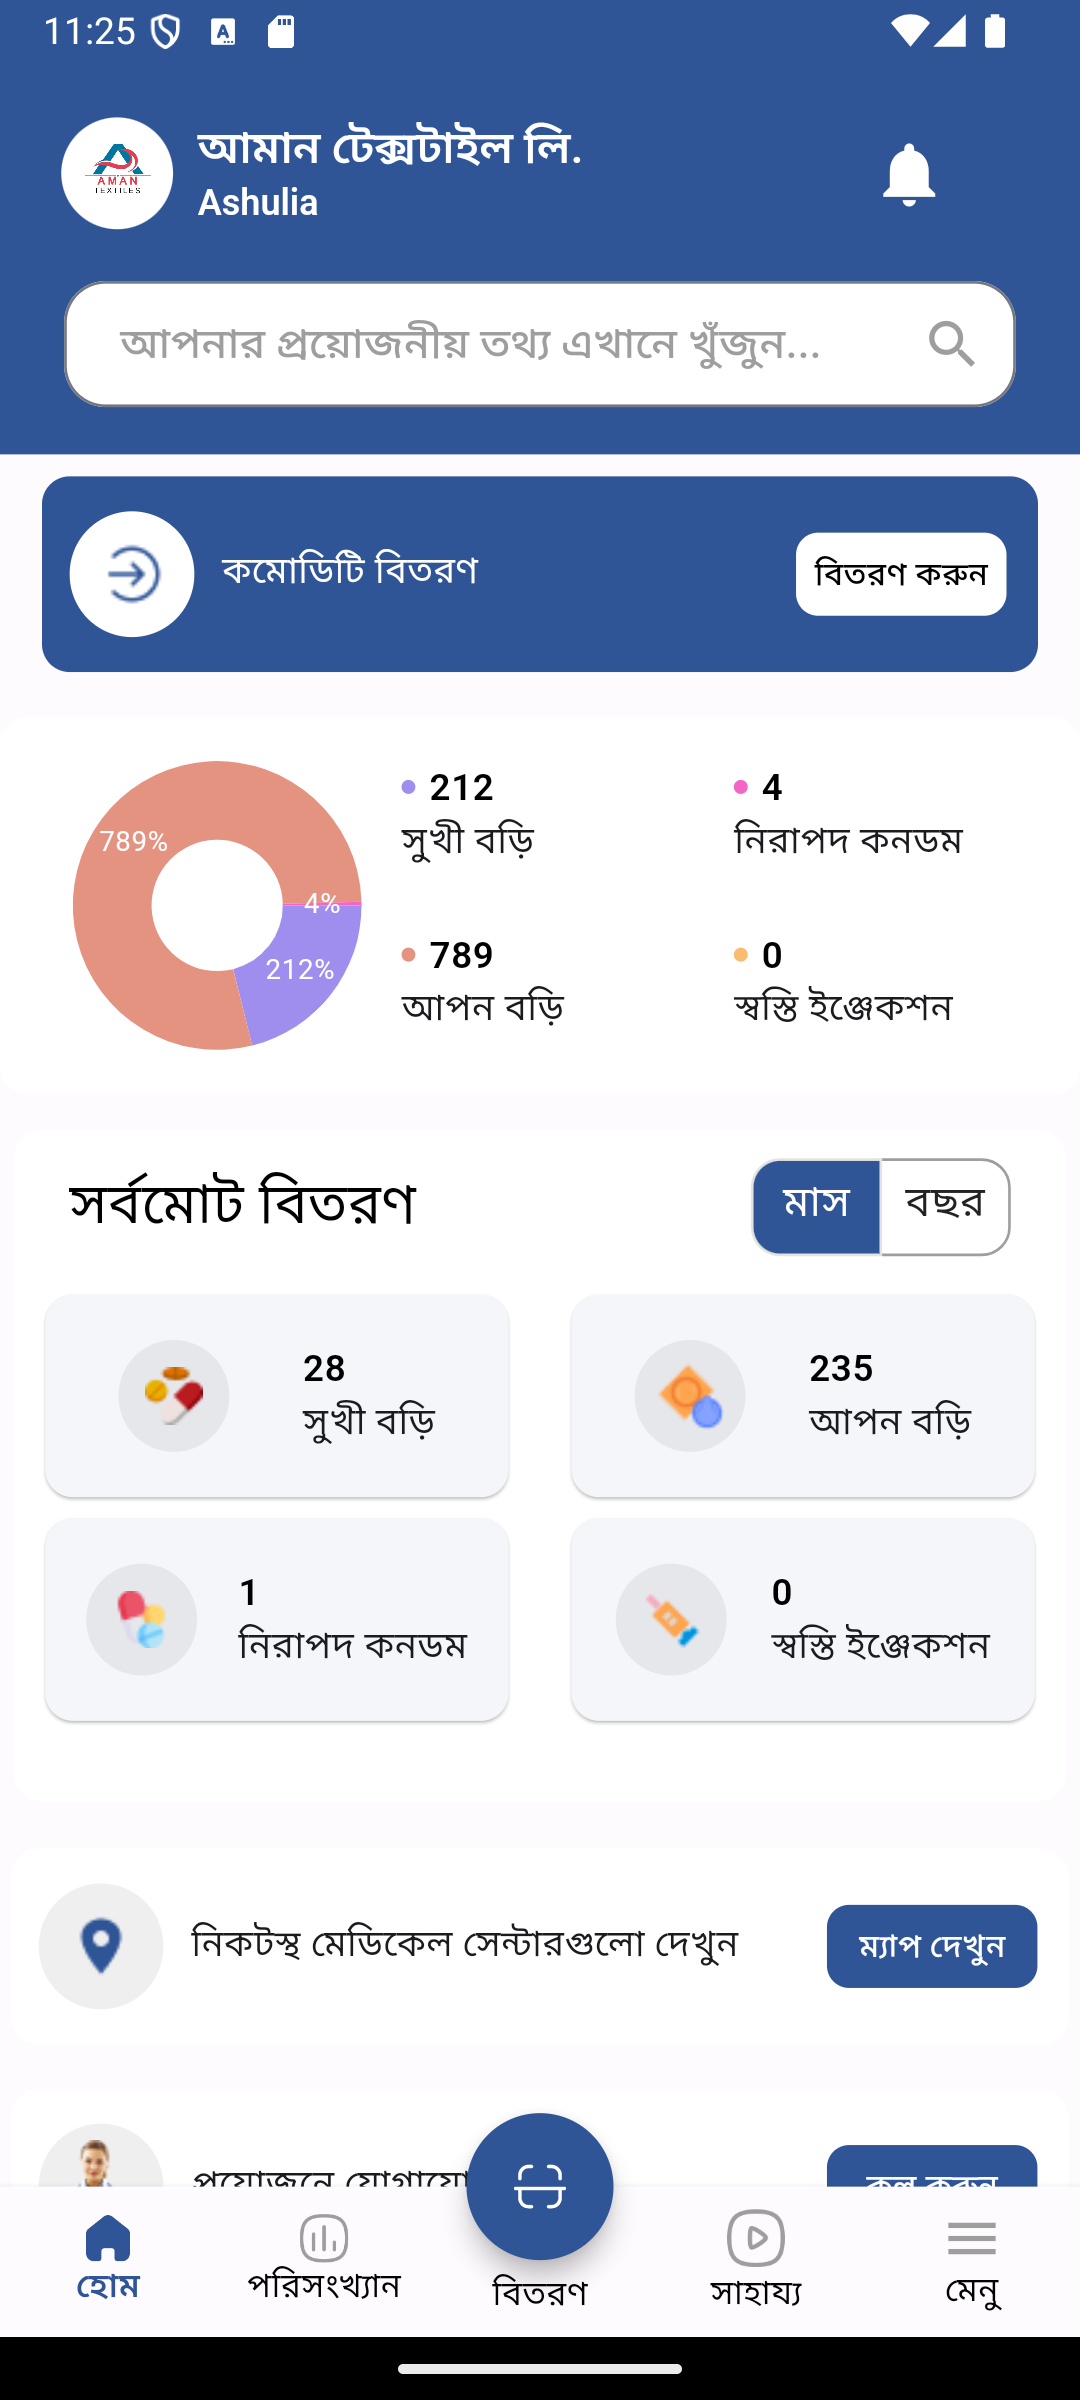 11:25
আমান টেক্সটাইল লি.
Ashulia
AMAN
TEXTILES
আপনার প্রয়োজনীয় তথ্য এখানে খুঁজুন...
কমোডিটি বিতরণ
বিতরণ করুন
789%
4%
212%
212
সুখী বড়ি
4
নিরাপদ কনডম
789
আপন বড়ি
0
স্বস্তি ইঞ্জেকশন
সর্বমোট বিতরণ
মাস
বছর
28
সুখী বড়ি
235
আপন বড়ি
1
নিরাপদ কনডম
0
স্বস্তি ইঞ্জেকশন
নিকটস্থ মেডিকেল সেন্টারগুলো দেখুন
ম্যাপ দেখুন
প্রয়োজনে
কল করুন
হোম
পরিসংখ্যান
বিতরণ
সাহায্য
মেনু